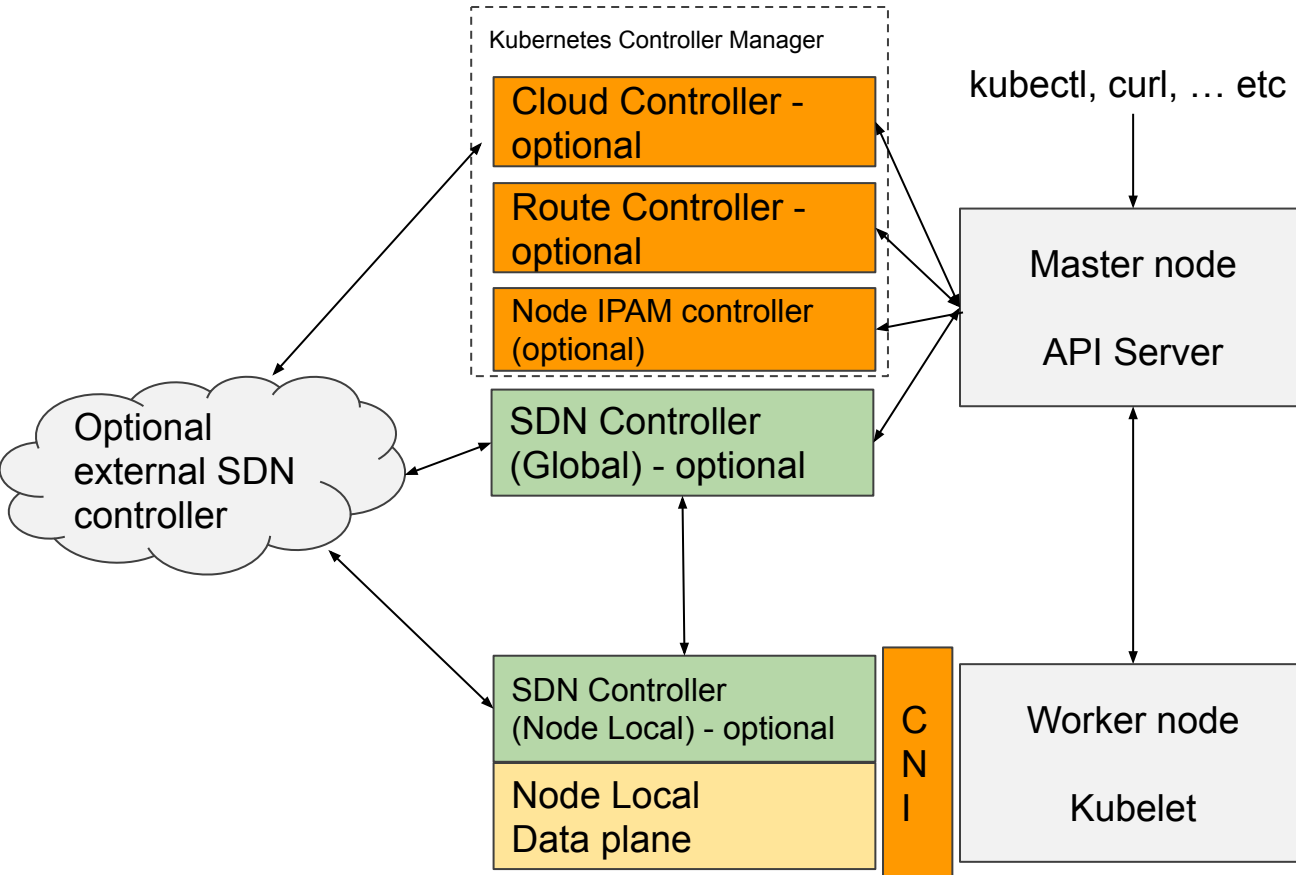 Kubernetes Controller Manager
Cloud Controller -
optional
Route Controller -
optional
Node IPAM controller
(optional)
kubectl, curl, … etc
Master node
API Server
Optional
external SDN
controller
SDN Controller
(Global) - optional
SDN Controller
(Node Local) - optional
Node Local
Data plane
C
N
I
Worker node
Kubelet